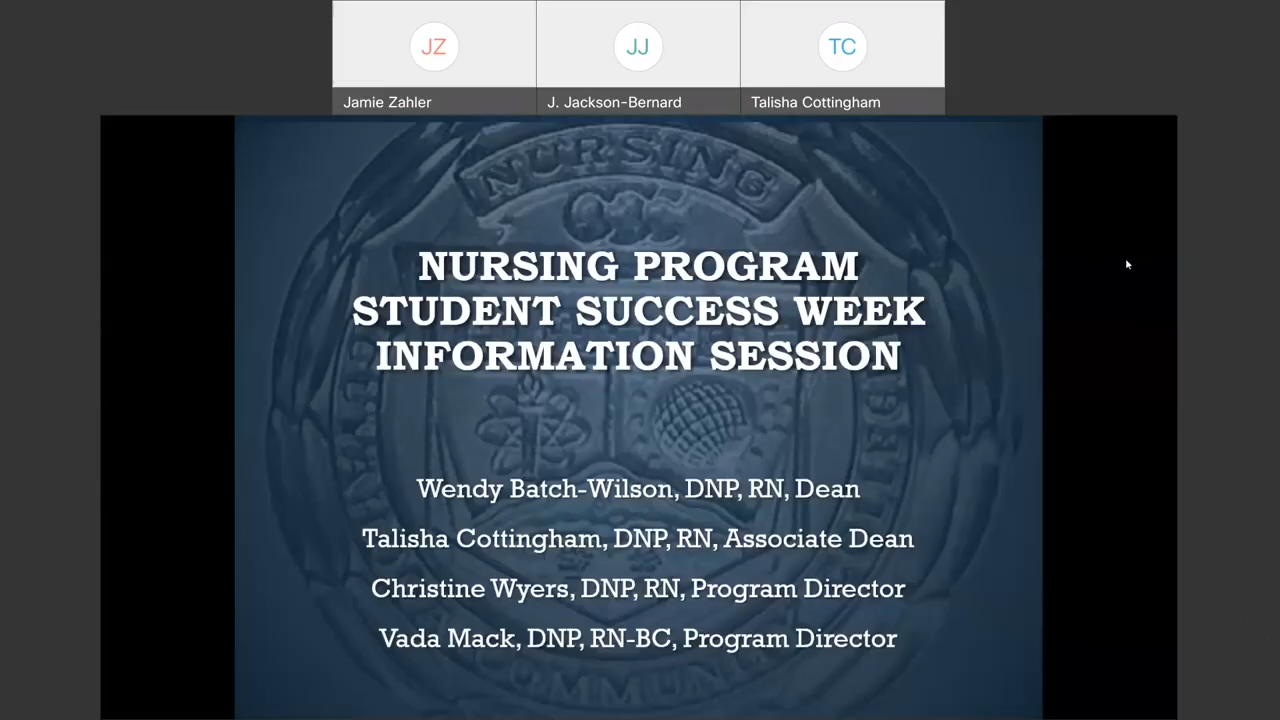 JZ
JJ
TC
Jamie Zahler
J. Jackson-Bernard
Talisha Cottingham
NURSING
NURSING PROGRAM
STUDENT SUCCESS WEEK
INFORMATION SESSION
Wendy Batch-Wilson, DNP, RN, Dean
Talisha Cottingham, DNP, RN, Associate Dean
Christine Wyers, DNP, RN, Program Director
Vada Mack, DNP, RN-BC, Program Director